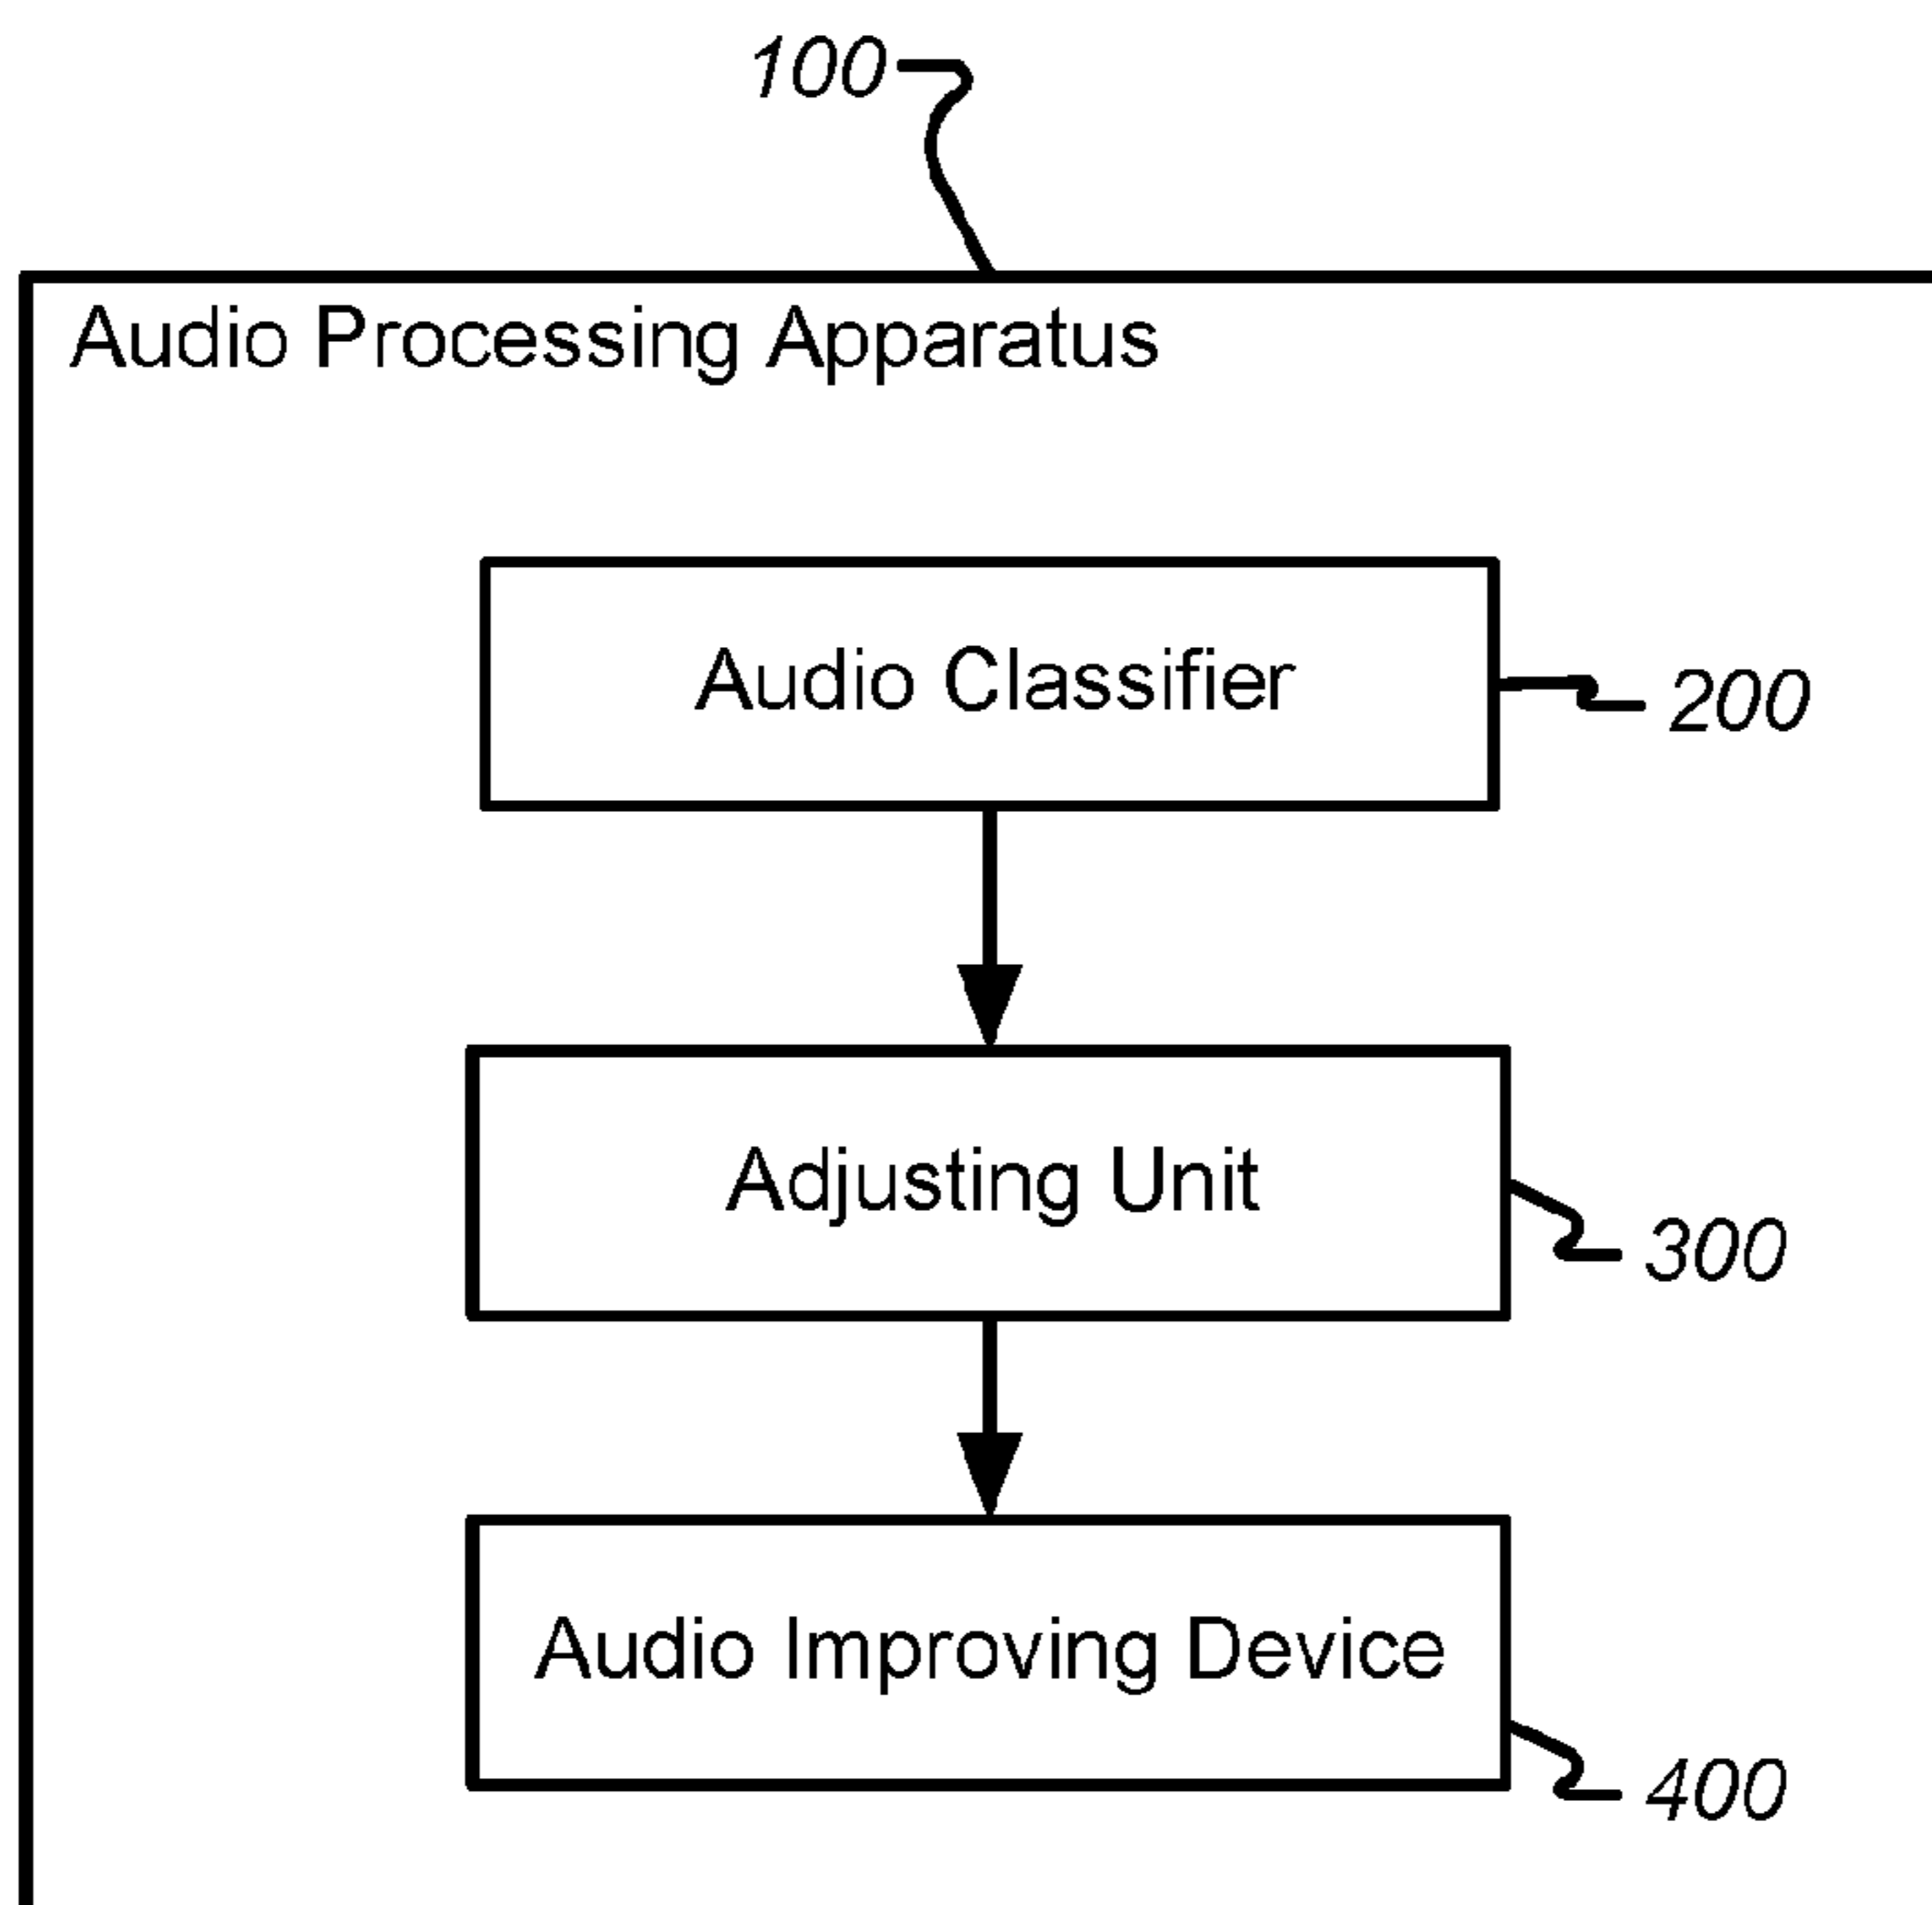 100
Audio Processing Apparatus
Audio Classifier
200
Adjusting Unit
300
Audio Improving Device
400